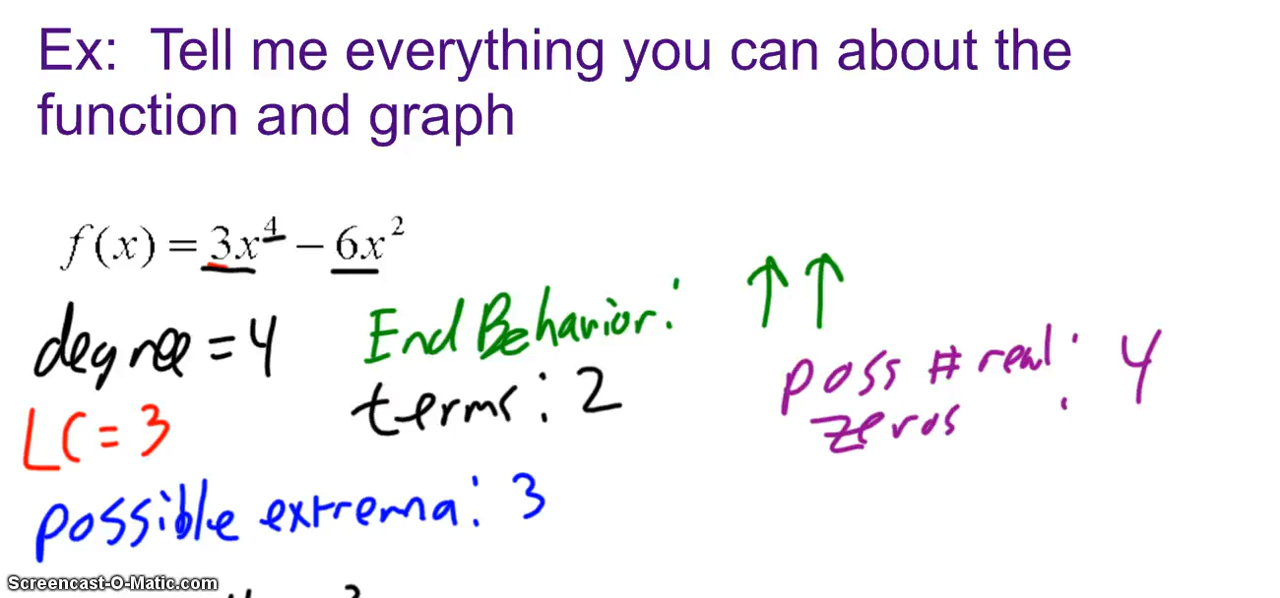 Ex: Tell me everything you can about the
function and graph
f(x) = 3x⁴ – 6x²
degree = 4
End Behavior: ↑↑
terms: 2
poss # real : 4
zeros
LC = 3
possible extrema: 3
Screencast-O-Matic.com